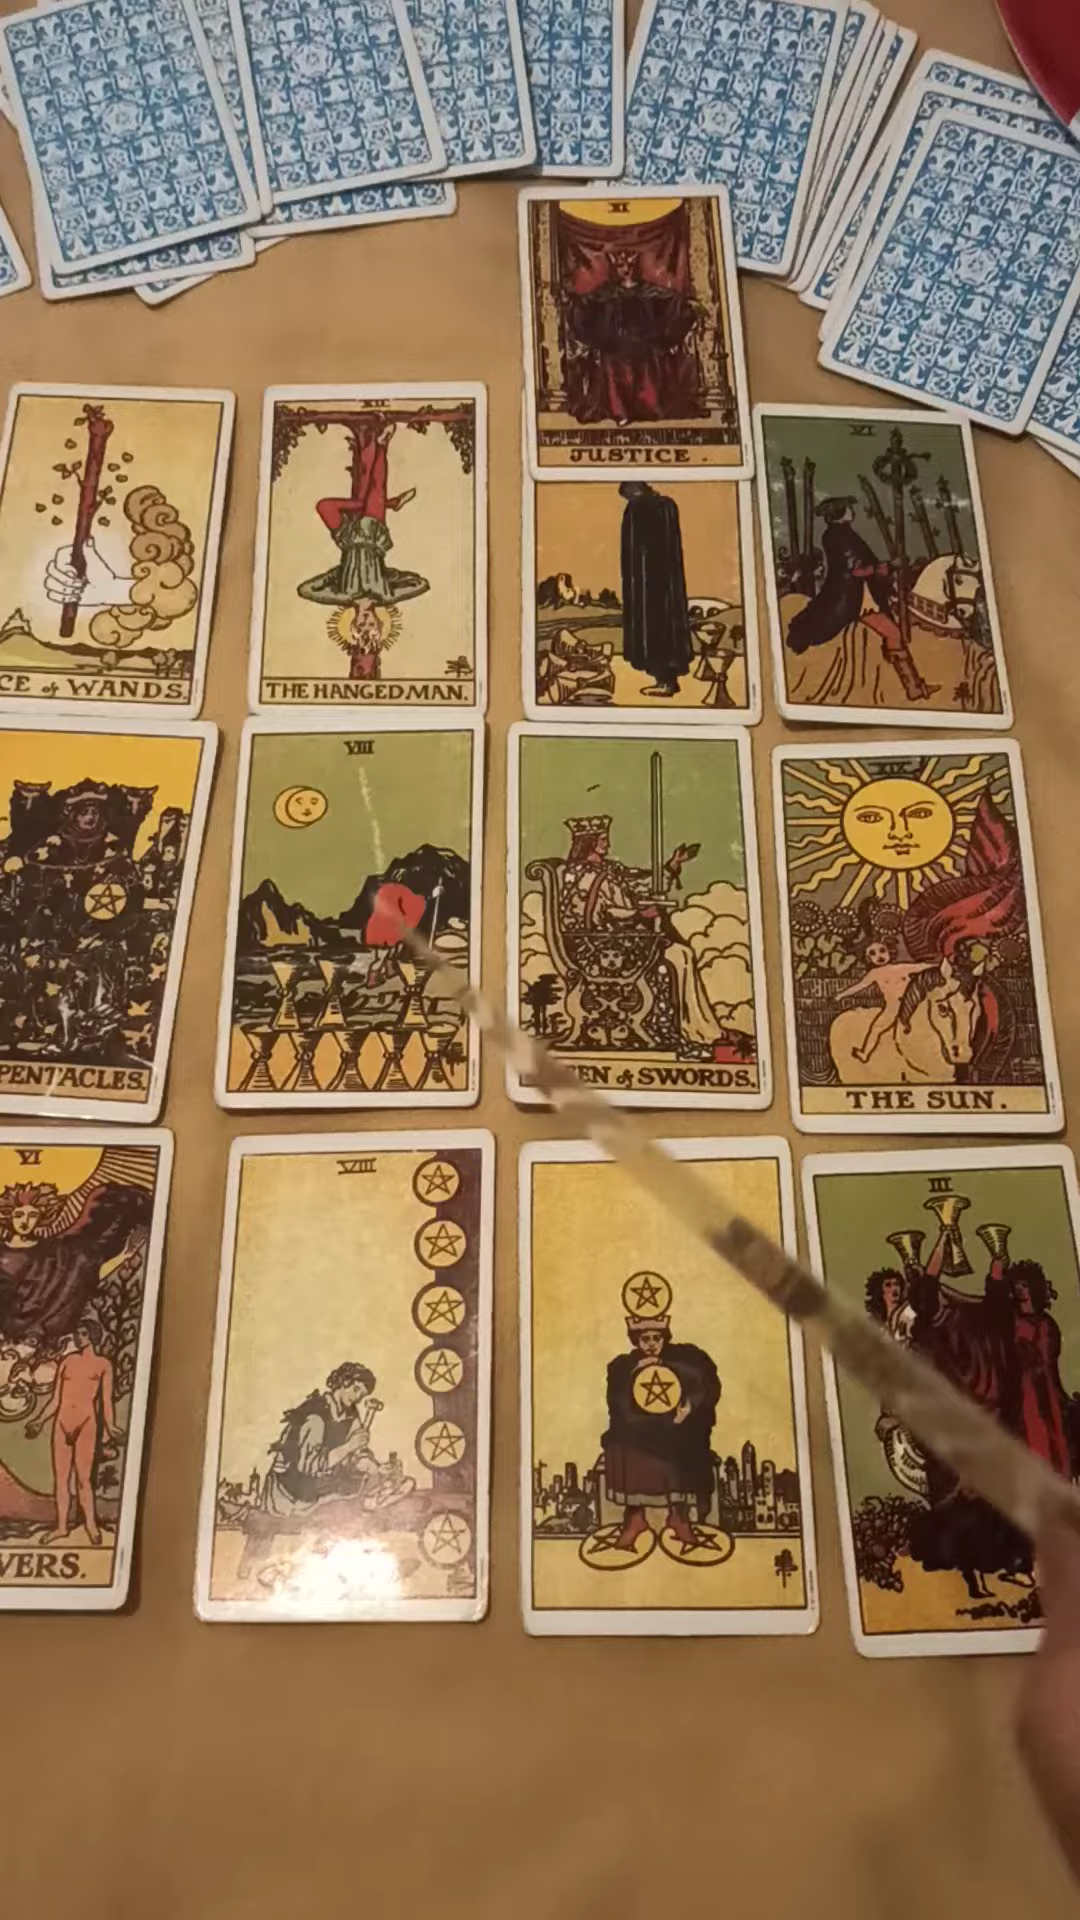 XI
JUSTICE.
CE of WANDS.
XII
THE HANGED MAN.
VI
PENTACLES.
VIII
EN of SWORDS.
XIX
THE SUN.
VI
VERS.
VIII
III